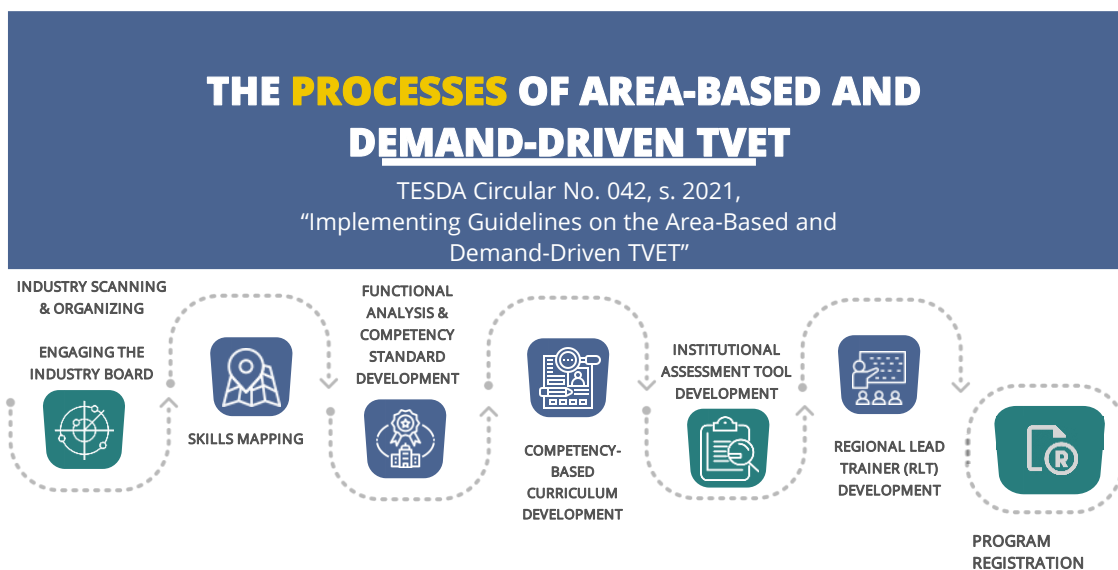 THE PROCESSES OF AREA-BASED AND
DEMAND-DRIVEN TVET
TESDA Circular No. 042, s. 2021,
“Implementing Guidelines on the Area-Based and
Demand-Driven TVET”
INDUSTRY SCANNING
& ORGANIZING
ENGAGING THE
INDUSTRY BOARD
SKILLS MAPPING
FUNCTIONAL
ANALYSIS &
COMPETENCY
STANDARD
DEVELOPMENT
COMPETENCY-
BASED
CURRICULUM
DEVELOPMENT
INSTITUTIONAL
ASSESSMENT TOOL
DEVELOPMENT
REGIONAL LEAD
TRAINER (RLT)
DEVELOPMENT
R
PROGRAM
REGISTRATION